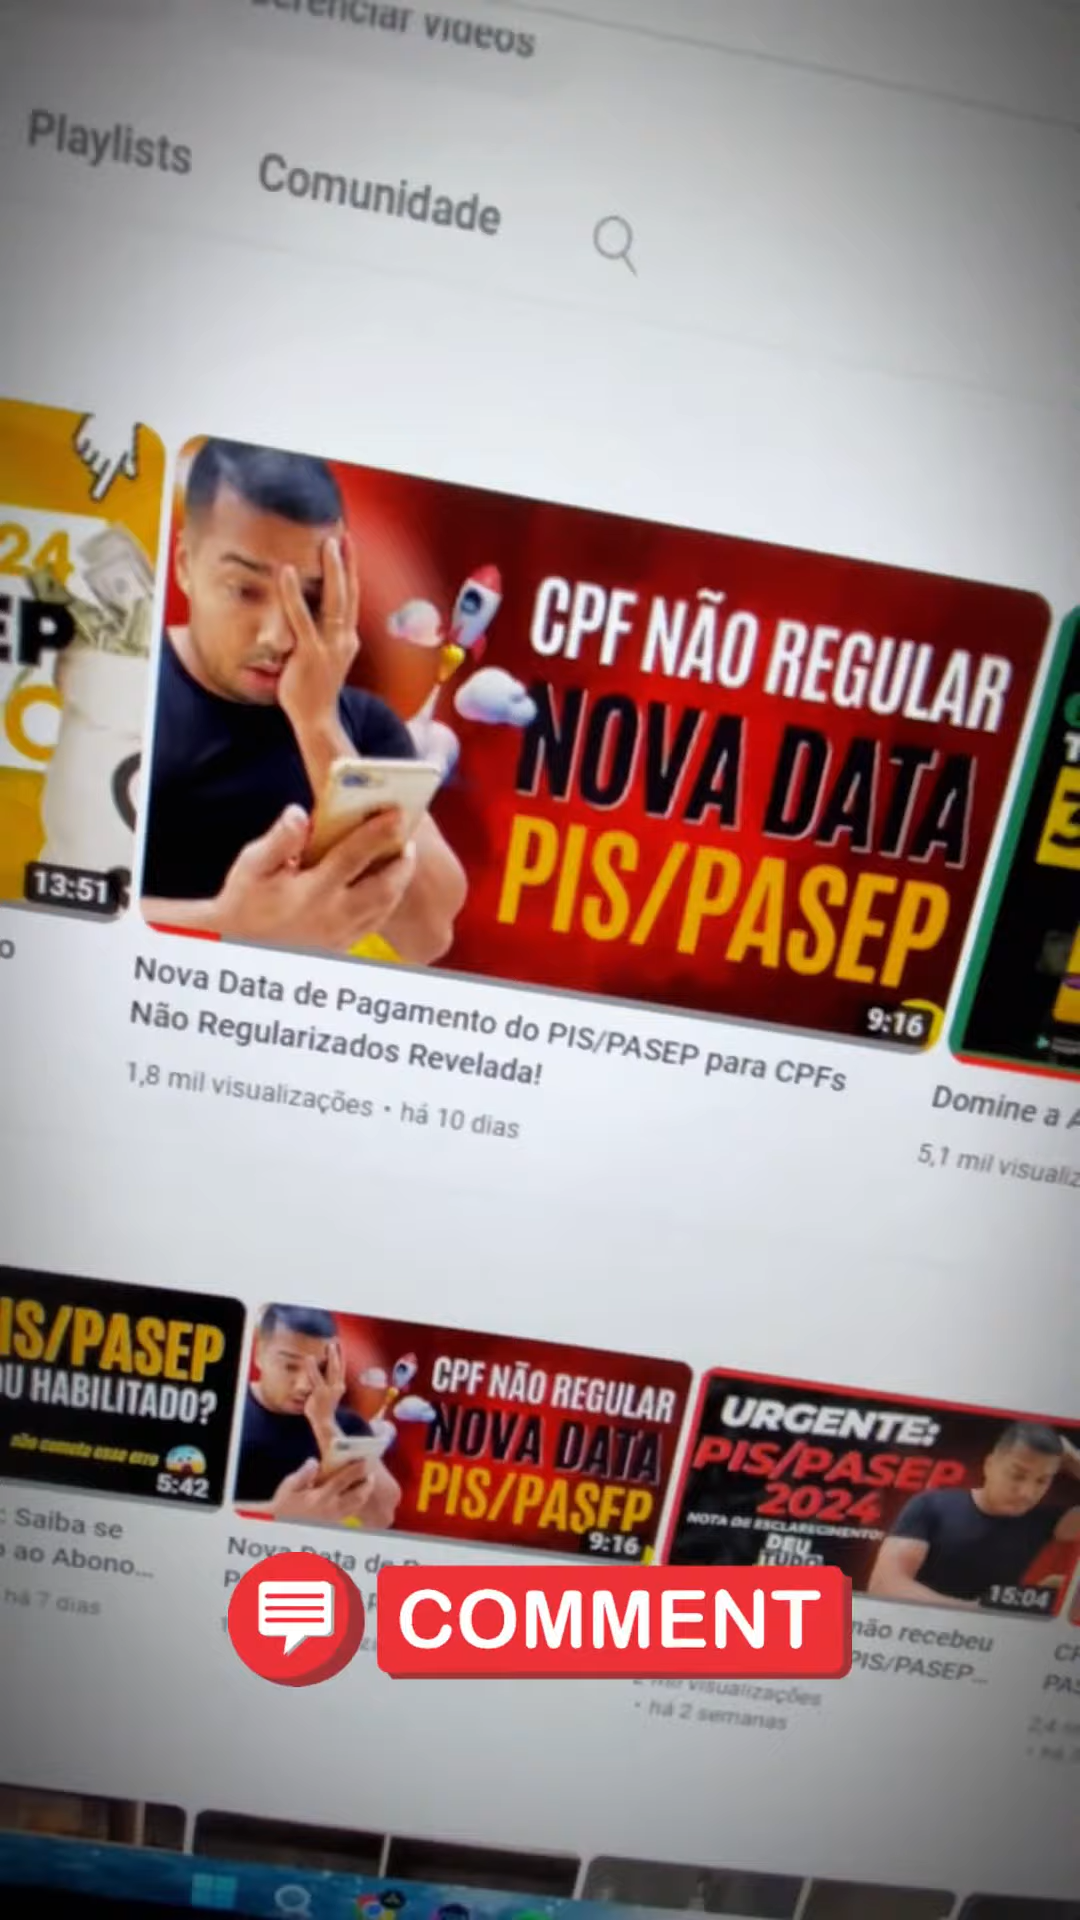 vídeos
Playlists
Comunidade
24
EP
13:51
CPF NÃO REGULAR
NOVA DATA
PIS/PASEP
9:16
Nova Data de Pagamento do PIS/PASEP para CPFs
Não Regularizados Revelada!
1,8 mil visualizações • há 10 dias
Domine a A
5,1 mil visualiz
IS/PASEP
OU HABILITADO?
não cometa esse erro
5:42
: Saiba se
o ao Abono...
há 7 dias
CPF NÃO REGULAR
NOVA DATA
PIS/PASEP
9:16
Nova Data de
URGENTE:
PIS/PASEP
2024
NOTA DE ESCLARECIMENTO:
DEU
TUDO
15:04
não recebeu
PIS/PASEP...
2 mil visualizações
• há 2 semanas
COMMENT